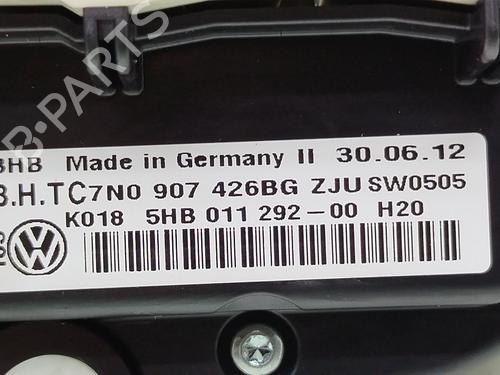 B-PARTS
BHB Made in Germany II 30.06.12
B.H.TC7N0 907 426BG ZJU SW0505
K018 5HB 011 292-00 H20